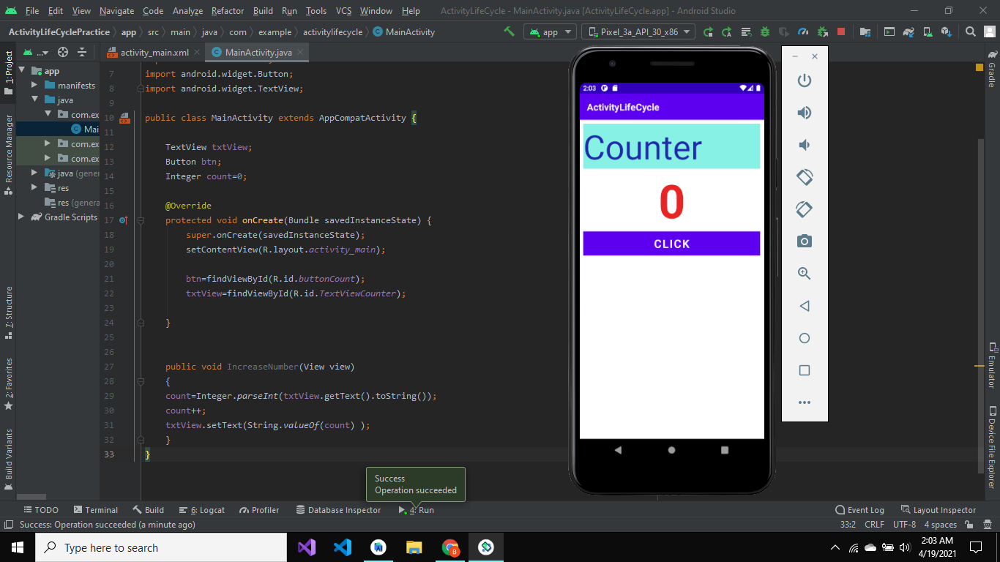 File Edit View Navigate Code Analyze Refactor Build Run Tools VCS Window Help ActivityLifeCycle - MainActivity.java [ActivityLifeCycle.app] - Android Studio
ActivityLifeCyclePractice app src main java com example activitylifecycle MainActivity app Pixel_3a_API_30_x86
1: Project
Resource Manager
7: Structure
2: Favorites
Build Variants
...
app
manifests
java
com.ex
Mai
com.ex
com.ex
java (gener
res
res (genera
Gradle Scripts
activity_main.xml MainActivity.java
7 import android.widget.Button;
8 import android.widget.TextView;
9
10 public class MainActivity extends AppCompatActivity {
11
12 TextView txtView;
13 Button btn;
14 Integer count=0;
15
16 @Override
17 protected void onCreate(Bundle savedInstanceState) {
18 super.onCreate(savedInstanceState);
19 setContentView(R.layout.activity_main);
20
21 btn=findViewById(R.id.buttonCount);
22 txtView=findViewById(R.id.TextViewCounter);
23
24 }
25
26
27 public void IncreaseNumber(View view)
28 {
29 count=Integer.parseInt(txtView.getText().toString());
30 count++;
31 txtView.setText(String.valueOf(count) );
32 }
33 }
2:03
ActivityLifeCycle
Counter
0
CLICK
Gradle
Emulator
Device File Explorer
Success
Operation succeeded
TODO Terminal Build 6: Logcat Profiler Database Inspector 4: Run Event Log Layout Inspector
Success: Operation succeeded (a minute ago) 33:2 CRLF UTF-8 4 spaces
Type here to search
B
2:03 AM
4/19/2021